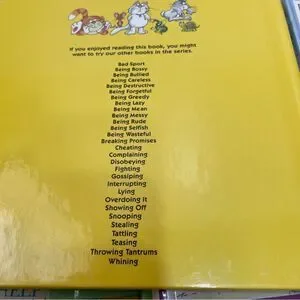 If you enjoyed reading this book, you might
want to try our other books in the series.
Bad Sport
Being Bossy
Being Bullied
Being Careless
Being Destructive
Being Forgetful
Being Greedy
Being Lazy
Being Mean
Being Messy
Being Rude
Being Selfish
Being Wasteful
Breaking Promises
Cheating
Complaining
Disobeying
Fighting
Gossiping
Interrupting
Lying
Overdoing it
Showing Off
Snooping
Stealing
Tattling
Teasing
Throwing Tantrums
Whining